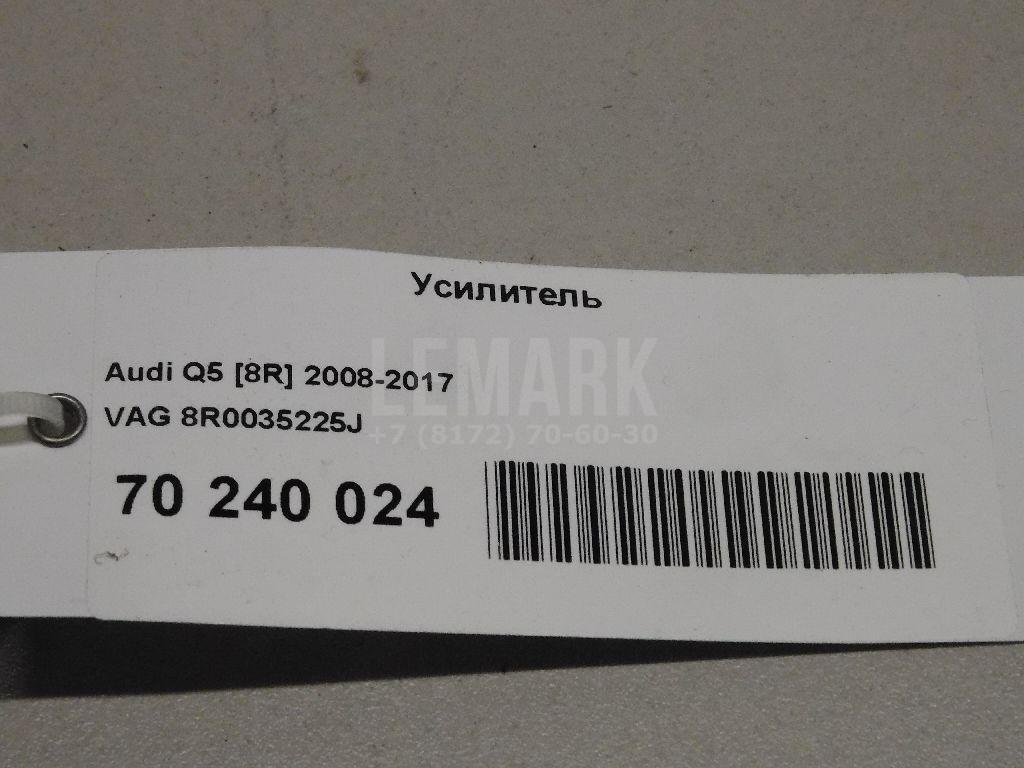 Усилитель
LEMARK
Audi Q5 [8R] 2008-2017
VAG 8R0035225J
+7 (8172) 70-60-30
70 240 024